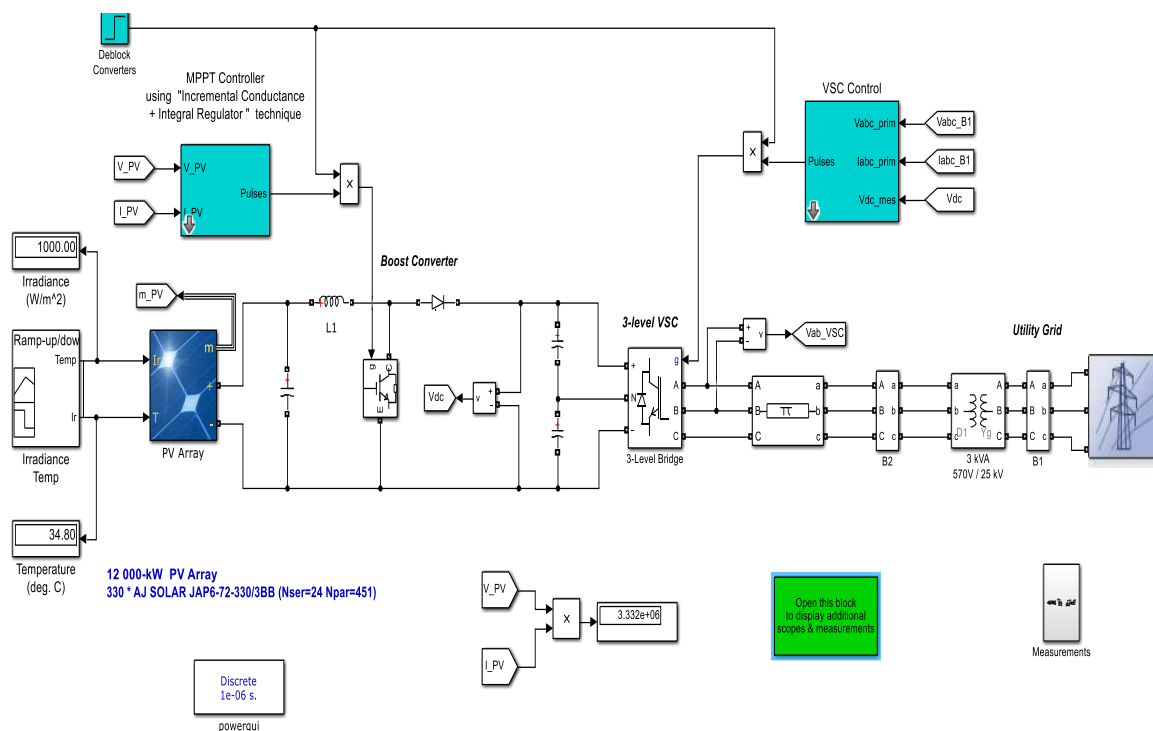 Deblock
Converters
MPPT Controller
using "Incremental Conductance
+ Integral Regulator " technique
V_PV
I_PV
V_PV
I_PV
Pulses
x
VSC Control
Vabc_prim
Iabc_prim
Vdc_mes
Pulses
Vabc_B1
Iabc_B1
Vdc
x
1000.00
Irradiance
(W/m^2)
m_PV
Boost Converter
L1
Ramp-up/dow
Temp
Ir
Irradiance
Temp
Ir
T
m
+
-
PV Array
g
C
E
Vdc
v
+
-
3-level VSC
+
N
-
g
A
B
C
3-Level Bridge
+
-
v
Vab_VSC
A
B
C
π
a
b
c
A
B
C
a
b
c
B2
a
b
c
D1
Yg
A
B
C
3 kVA
570V / 25 kV
Utility Grid
A
B
C
a
b
c
B1
34.80
Temperature
(deg. C)
12 000-kW PV Array
330 * AJ SOLAR JAP6-72-330/3BB (Nser=24 Npar=451)
V_PV
I_PV
x
3.332e+06
Open this block
to display additional
scopes & measurements
Measurements
Discrete
1e-06 s.
powergui